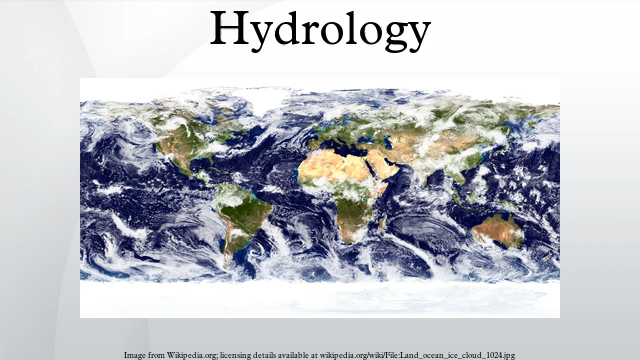 Hydrology
Image from Wikipedia.org; licensing details available at wikipedia.org/wiki/File:Land_ocean_ice_cloud_1024.jpg